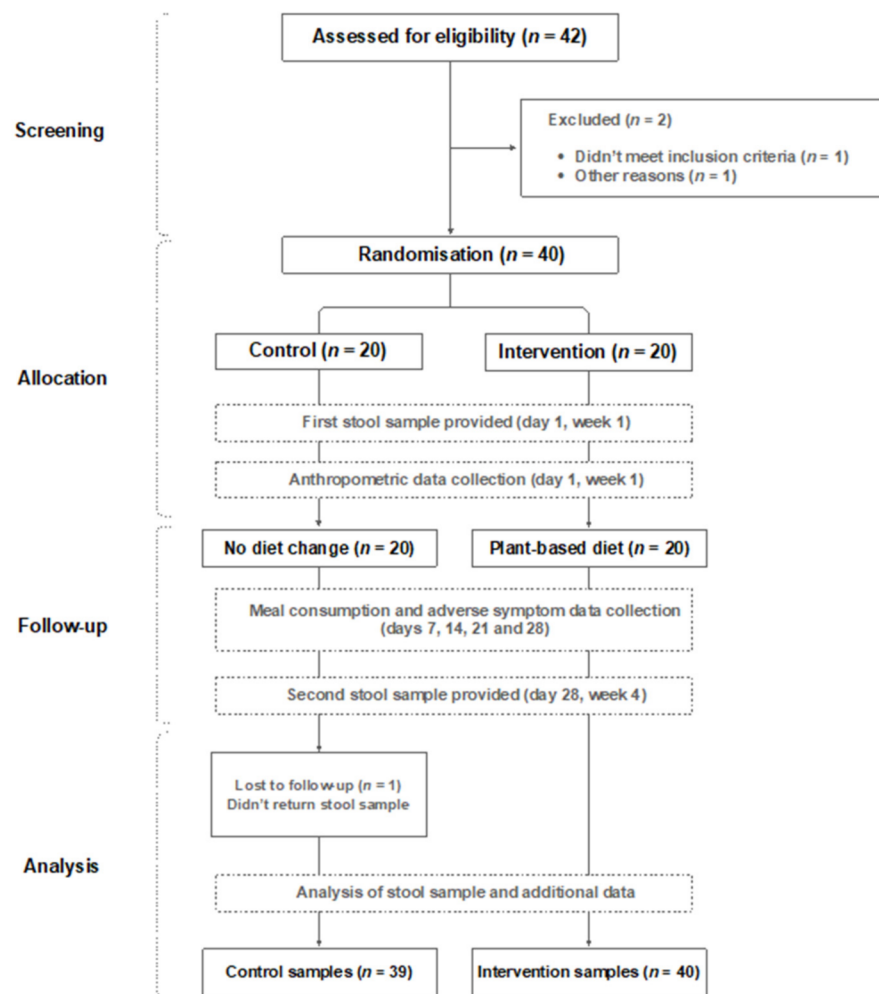 Assessed for eligibility (n = 42)
Screening
Excluded (n = 2)
• Didn't meet inclusion criteria (n = 1)
• Other reasons (n = 1)
Randomisation (n = 40)
Control (n = 20)
Intervention (n = 20)
Allocation
First stool sample provided (day 1, week 1)
Anthropometric data collection (day 1, week 1)
No diet change (n = 20)
Plant-based diet (n = 20)
Meal consumption and adverse symptom data collection
(days 7, 14, 21 and 28)
Follow-up
Second stool sample provided (day 28, week 4)
Lost to follow-up (n = 1)
Didn't return stool sample
Analysis
Analysis of stool sample and additional data
Control samples (n = 39)
Intervention samples (n = 40)